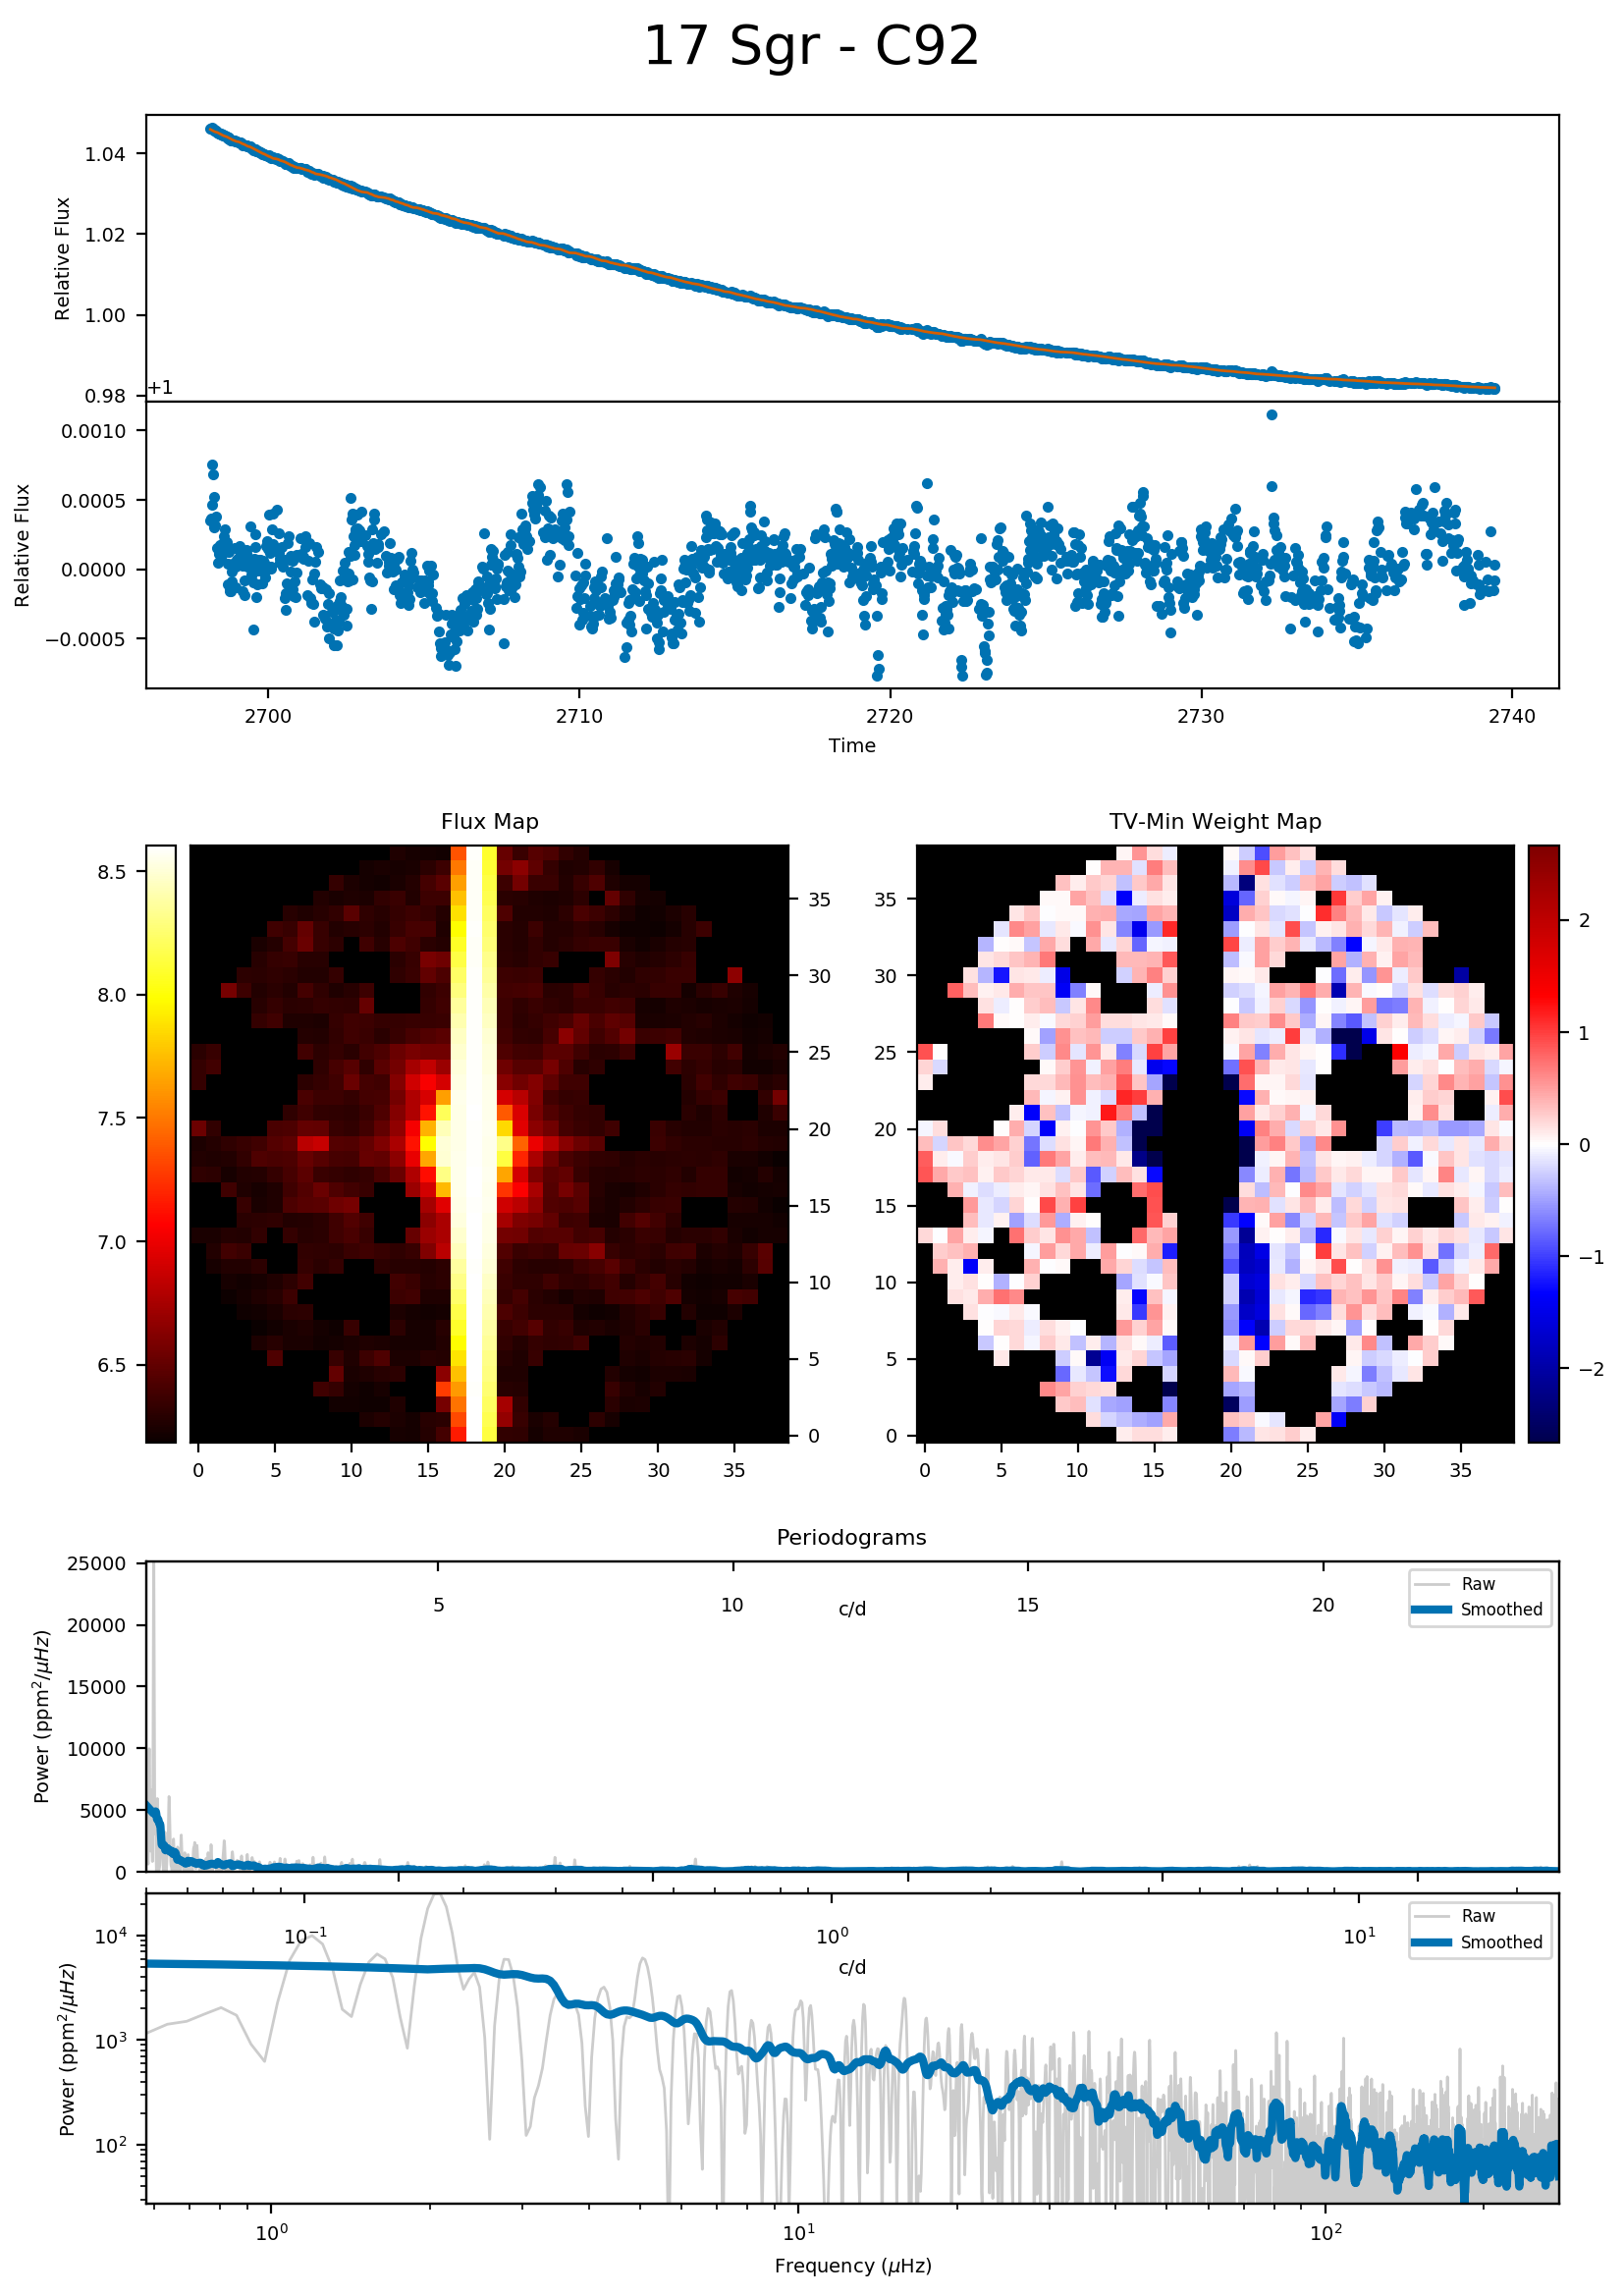 17 Sgr - C92
1.04
1.02
1.00
0.98
Relative Flux
+1
0.0010
0.0005
0.0000
−0.0005
Relative Flux
2700 2710 2720 2730 2740
Time
Flux Map
8.5
8.0
7.5
7.0
6.5
35
30
25
20
15
10
5
0
0 5 10 15 20 25 30 35
TV-Min Weight Map
35
30
25
20
15
10
5
0
0 5 10 15 20 25 30 35
2
1
0
−1
−2
Periodograms
25000
20000
15000
10000
5000
0
Power (ppm²/μHz)
5 10 15 20
c/d
Raw
Smoothed
10⁴
10³
10²
Power (ppm²/μHz)
10⁻¹ 10⁰ 10¹
c/d
Raw
Smoothed
10⁰ 10¹ 10²
Frequency (μHz)